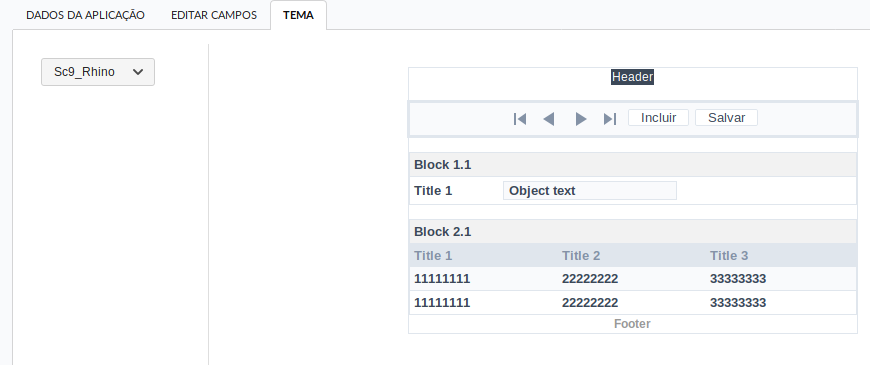 DADOS DA APLICAÇÃO EDITAR CAMPOS TEMA
Sc9_Rhino
Header
Incluir Salvar
Block 1.1
Title 1 Object text
Block 2.1
Title 1 Title 2 Title 3
11111111 22222222 33333333
11111111 22222222 33333333
Footer